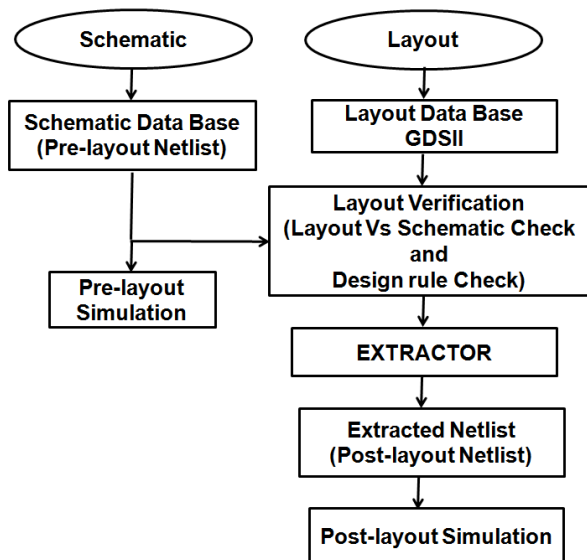 Schematic
Layout
Schematic Data Base
(Pre-layout Netlist)
Layout Data Base
GDSII
Layout Verification
(Layout Vs Schematic Check
and
Design rule Check)
Pre-layout
Simulation
EXTRACTOR
Extracted Netlist
(Post-layout Netlist)
Post-layout Simulation